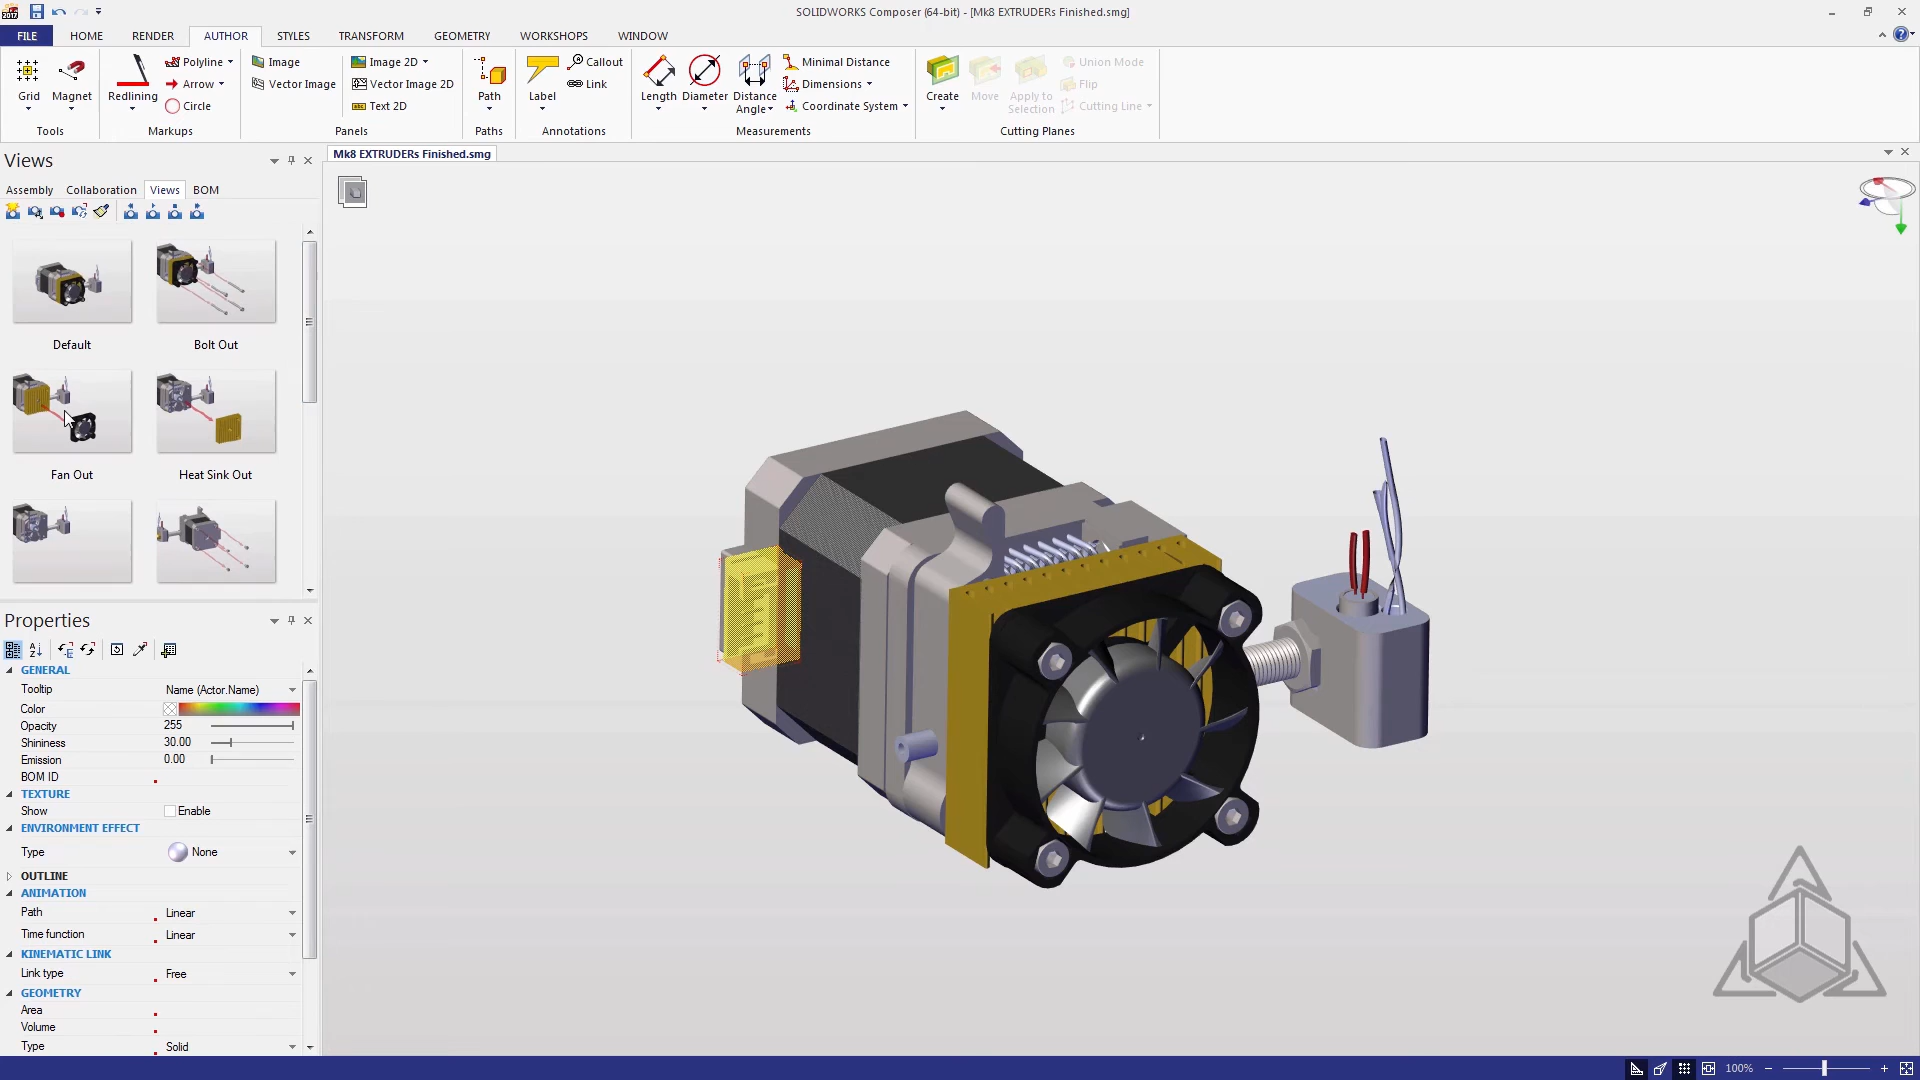 SOLIDWORKS Composer (64-bit) - [Mk8 EXTRUDERs Finished.smg]
FILE HOME RENDER AUTHOR STYLES TRANSFORM GEOMETRY WORKSHOPS WINDOW
Grid
Magnet
Tools
Redlining
Polyline
Arrow
Circle
Markups
Image
Vector Image
Image 2D
Vector Image 2D
Text 2D
Panels
Path
Paths
Label
Callout
Link
Annotations
Length
Diameter
Distance
Angle
Minimal Distance
Dimensions
Coordinate System
Measurements
Create
Move
Apply to
Selection
Union Mode
Flip
Cutting Line
Cutting Planes
Views
Assembly Collaboration Views BOM
Default
Bolt Out
Fan Out
Heat Sink Out
Mk8 EXTRUDERs Finished.smg
Properties
GENERAL
Tooltip Name (Actor.Name)
Color
Opacity 255
Shininess 30.00
Emission 0.00
BOM ID
TEXTURE
Show Enable
ENVIRONMENT EFFECT
Type None
OUTLINE
ANIMATION
Path Linear
Time function Linear
KINEMATIC LINK
Link type Free
GEOMETRY
Area
Volume
Type Solid
100%